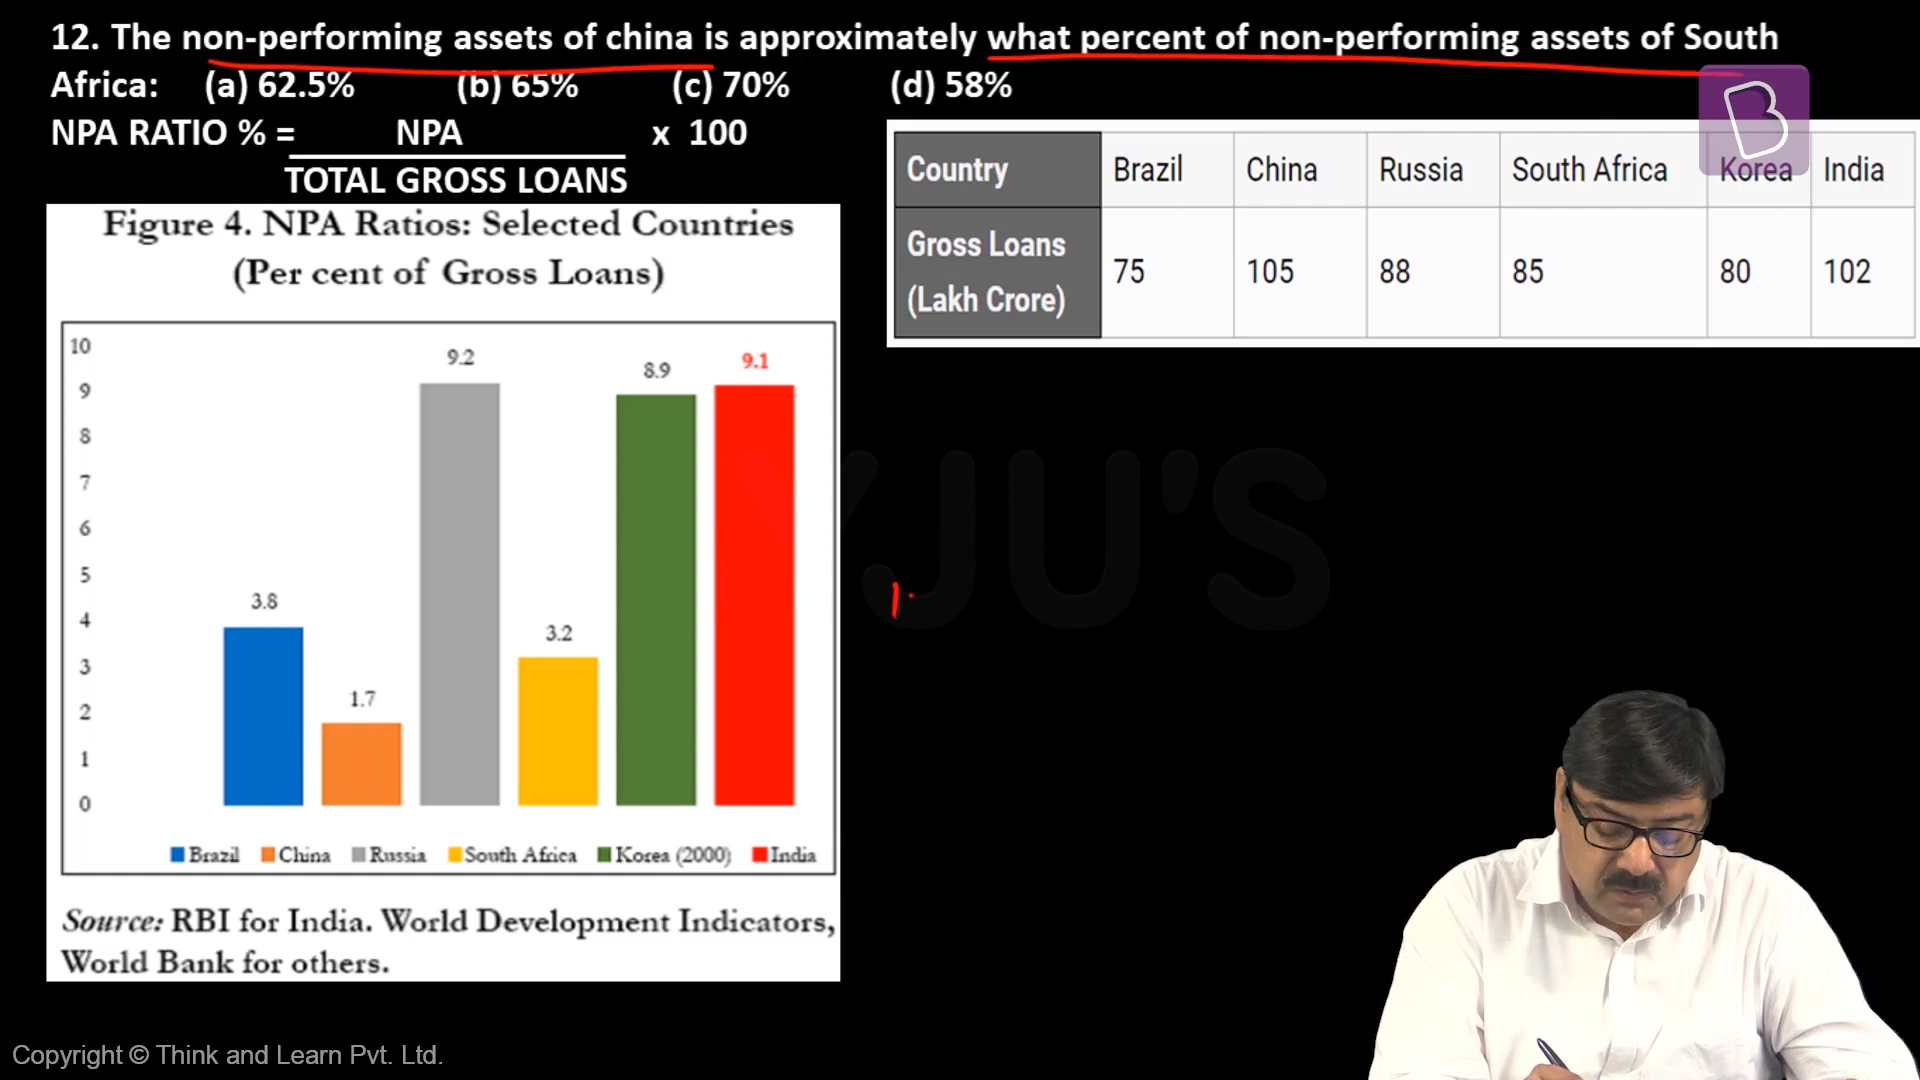 12. The non-performing assets of china is approximately what percent of non-performing assets of South
Africa: (a) 62.5% (b) 65% (c) 70% (d) 58%
NPA RATIO % = NPA x 100
TOTAL GROSS LOANS
Country Brazil China Russia South Africa Korea India
Gross Loans (Lakh Crore) 75 105 88 85 80 102
Figure 4. NPA Ratios: Selected Countries
(Per cent of Gross Loans)
10
9
8
7
6
5
4
3
2
1
0
3.8
1.7
9.2
3.2
8.9
9.1
Brazil China Russia South Africa Korea (2000) India
Source: RBI for India. World Development Indicators,
World Bank for others.
YJU'S
B
1.
Copyright © Think and Learn Pvt. Ltd.